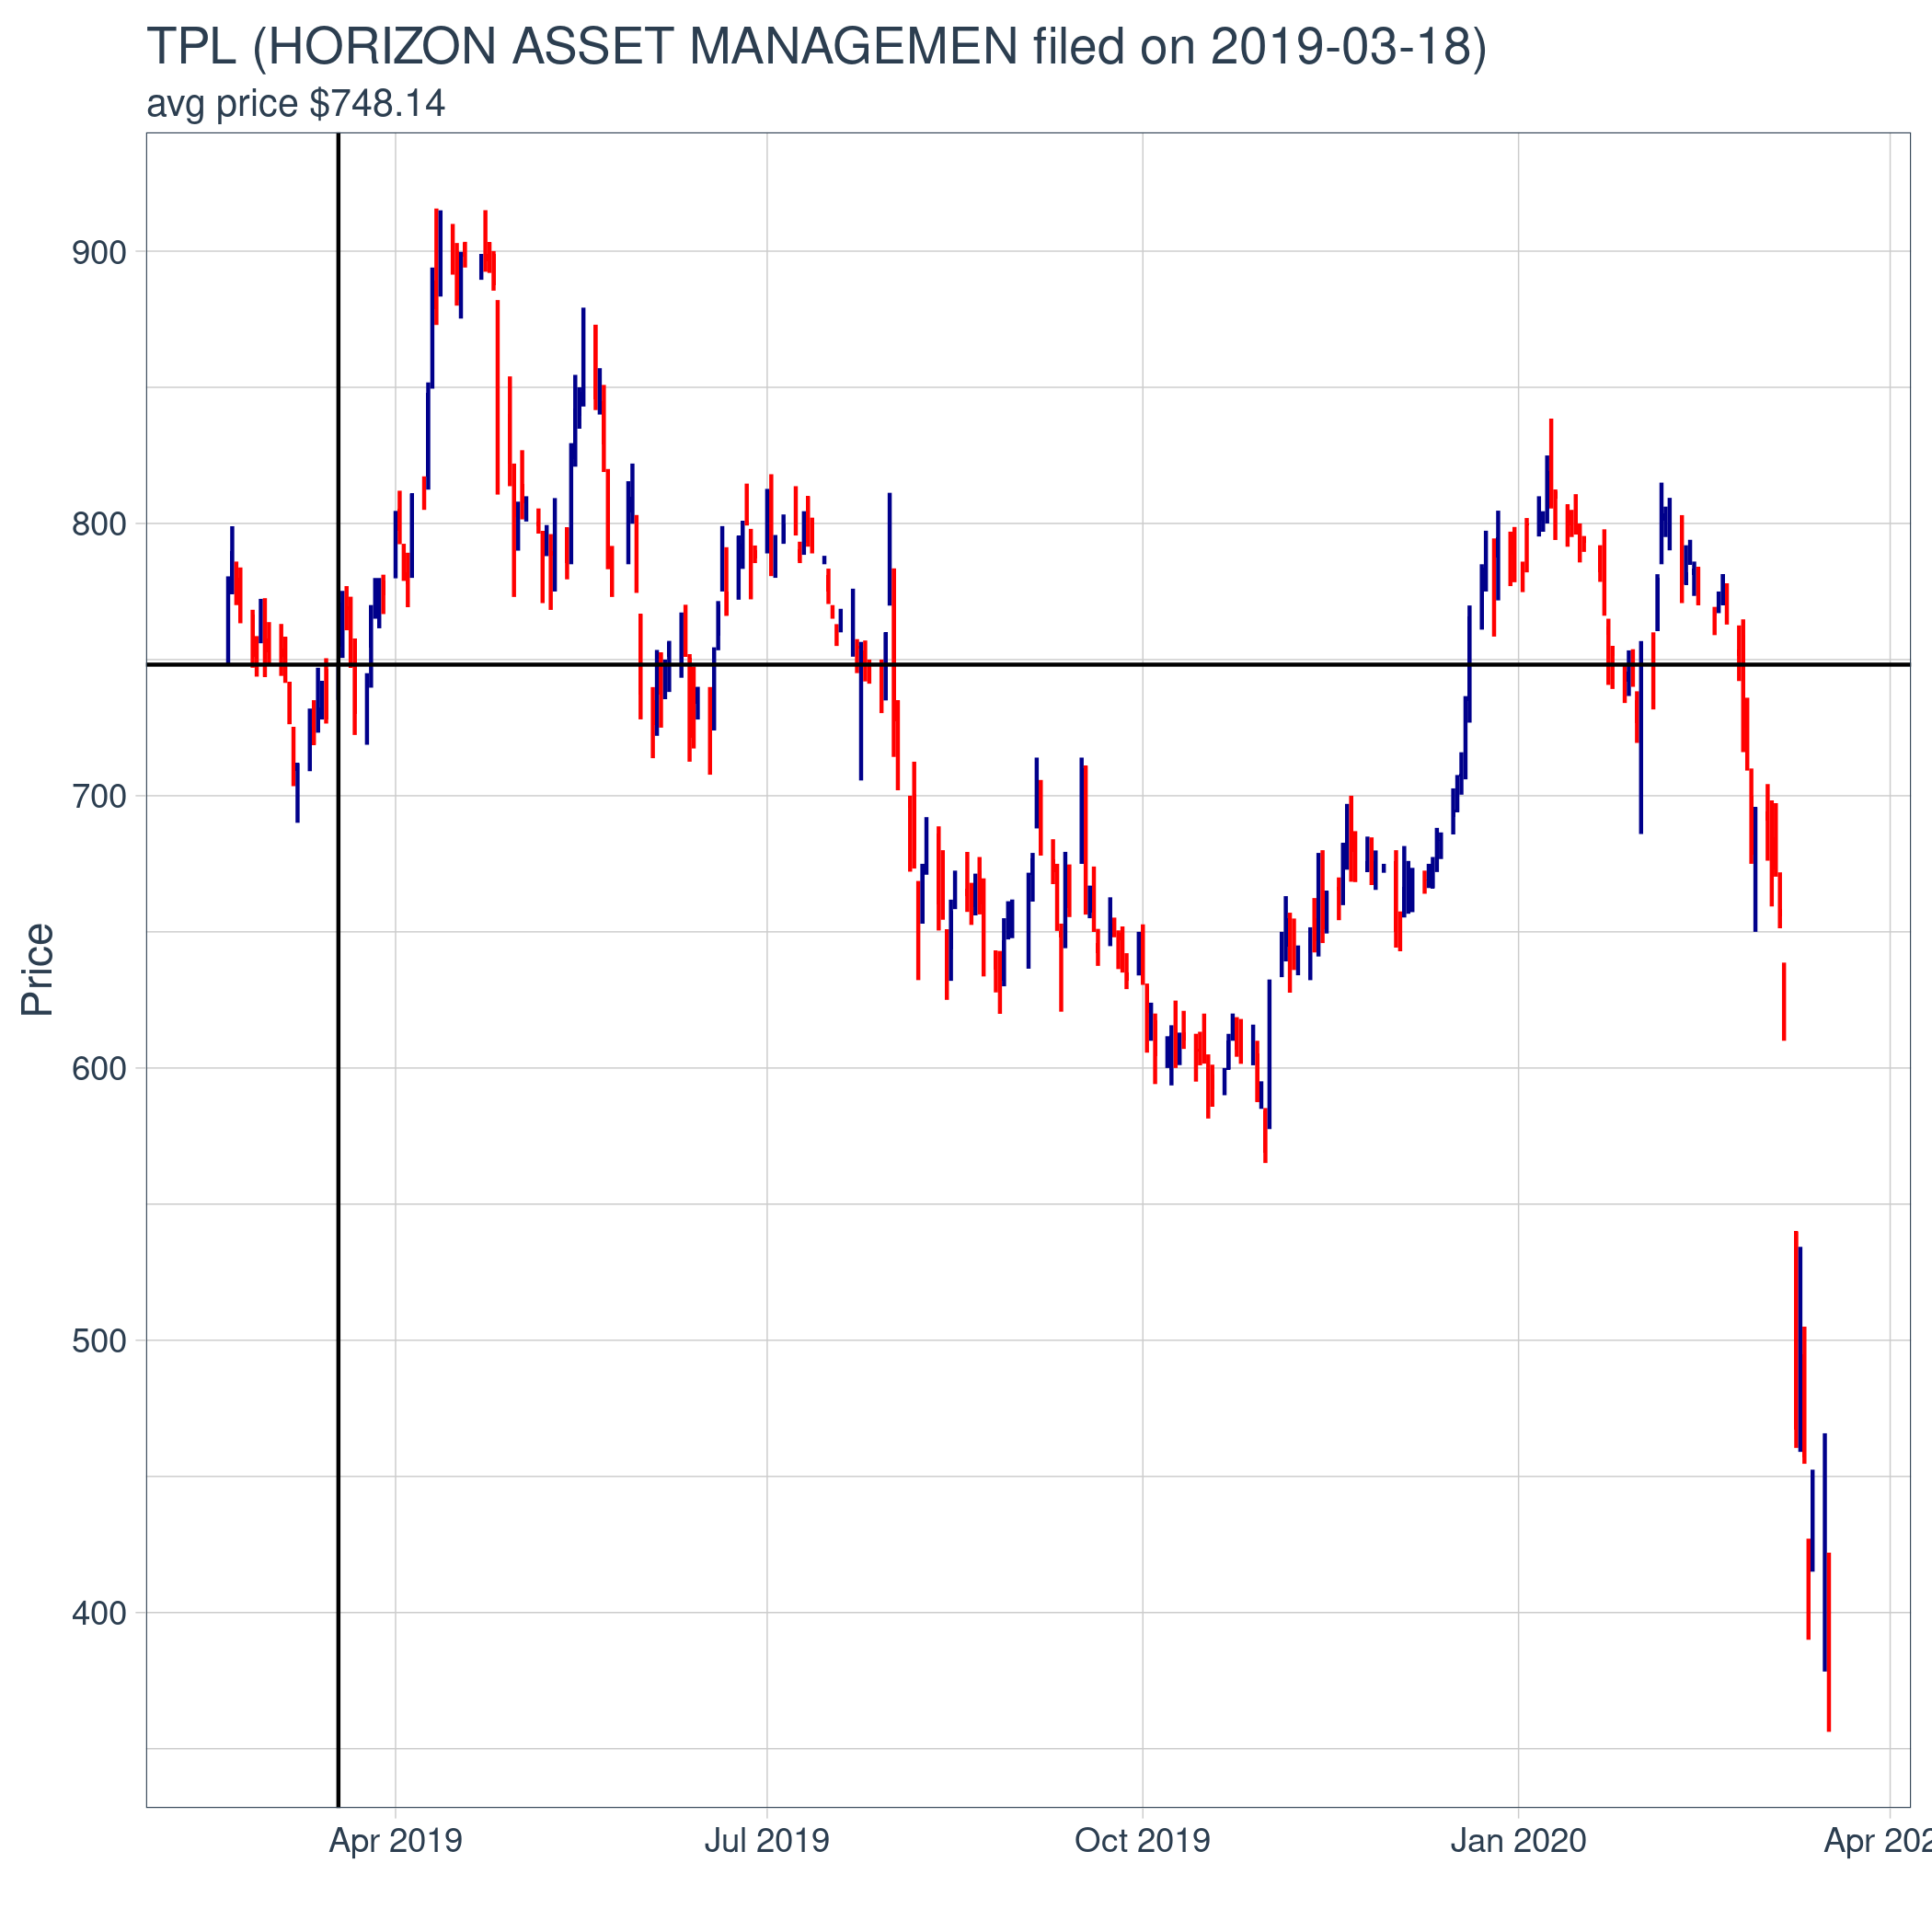 TPL (HORIZON ASSET MANAGEMEN filed on 2019-03-18)
avg price $748.14
900
800
700
600
500
400
Price
Apr 2019 Jul 2019 Oct 2019 Jan 2020 Apr 202